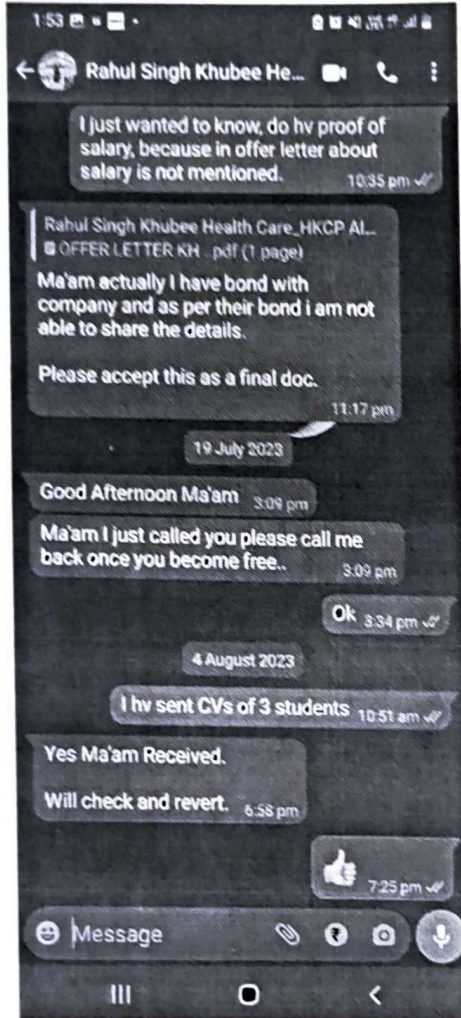 1:53
Rahul Singh Khubee He...
I just wanted to know, do hv proof of
salary, because in offer letter about
salary is not mentioned.
10:35 pm
Rahul Singh Khubee Health Care_HKCP Al...
OFFER LETTER KH .pdf (1 page)
Ma'am actually I have bond with
company and as per their bond i am not
able to share the details.
Please accept this as a final doc.
11:17 pm
19 July 2023
Good Afternoon Ma'am 3:09 pm
Ma'am I just called you please call me
back once you become free.. 3:09 pm
Ok 3:34 pm
4 August 2023
I hv sent CVs of 3 students 10:51 am
Yes Ma'am Received.
Will check and revert. 6:58 pm
7:25 pm
Message ₹